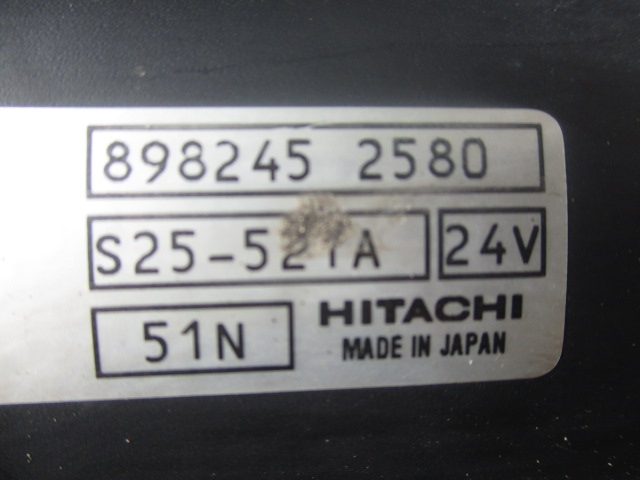 898245 2580
S25-521A 24V
51N HITACHI
MADE IN JAPAN